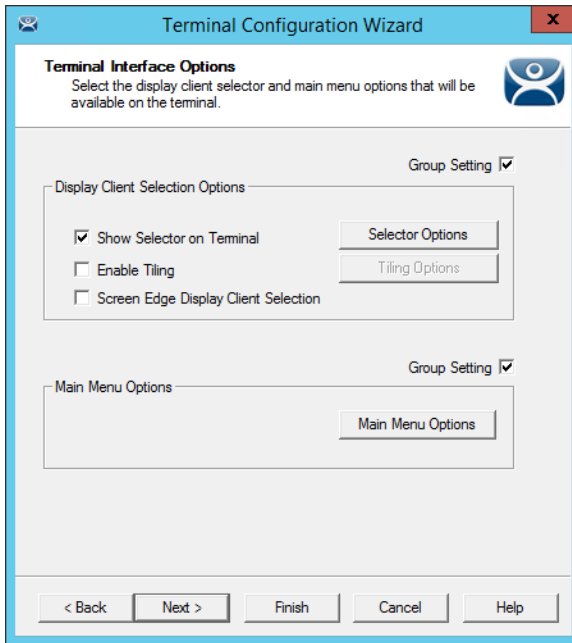 Terminal Configuration Wizard
x
Terminal Interface Options
Select the display client selector and main menu options that will be
available on the terminal.
Group Setting
Display Client Selection Options
Show Selector on Terminal
Selector Options
Enable Tiling
Tiling Options
Screen Edge Display Client Selection
Group Setting
Main Menu Options
Main Menu Options
< Back Next > Finish Cancel Help